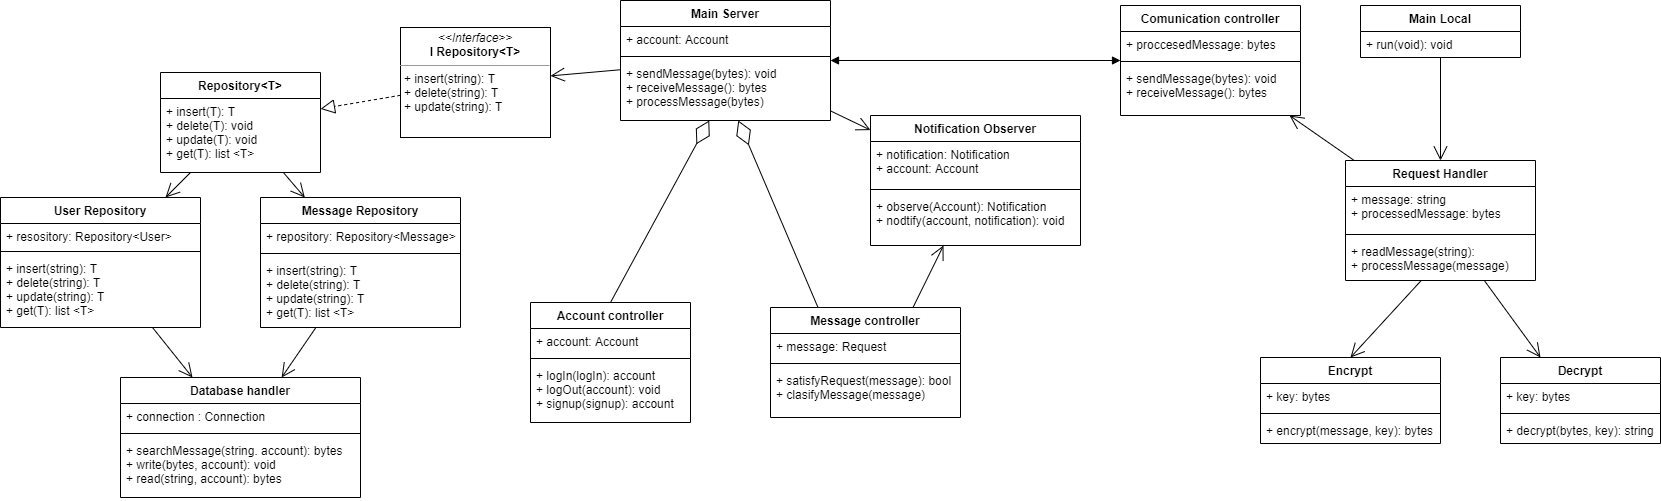 Main Server
+ account: Account
+ sendMessage(bytes): void
+ receiveMessage(): bytes
+ processMessage(bytes)
Comunication controller
+ proccesedMessage: bytes
+ sendMessage(bytes): void
+ receiveMessage(): bytes
Main Local
+ run(void): void
<<Interface>>
I Repository<T>
+ insert(string): T
+ delete(string): T
+ update(string): T
Repository<T>
+ insert(T): T
+ delete(T): void
+ update(T): void
+ get(T): list <T>
Notification Observer
+ notification: Notification
+ account: Account
+ observe(Account): Notification
+ nodtify(account, notification): void
Request Handler
+ message: string
+ processedMessage: bytes
+ readMessage(string):
+ processMessage(message)
User Repository
+ resository: Repository<User>
+ insert(string): T
+ delete(string): T
+ update(string): T
+ get(T): list <T>
Message Repository
+ repository: Repository<Message>
+ insert(string): T
+ delete(string): T
+ update(string): T
+ get(T): list <T>
Account controller
+ account: Account
+ logIn(logIn): account
+ logOut(account): void
+ signup(signup): account
Message controller
+ message: Request
+ satisfyRequest(message): bool
+ clasifyMessage(message)
Encrypt
+ key: bytes
+ encrypt(message, key): bytes
Decrypt
+ key: bytes
+ decrypt(bytes, key): string
Database handler
+ connection : Connection
+ searchMessage(string. account): bytes
+ write(bytes, account): void
+ read(string, account): bytes